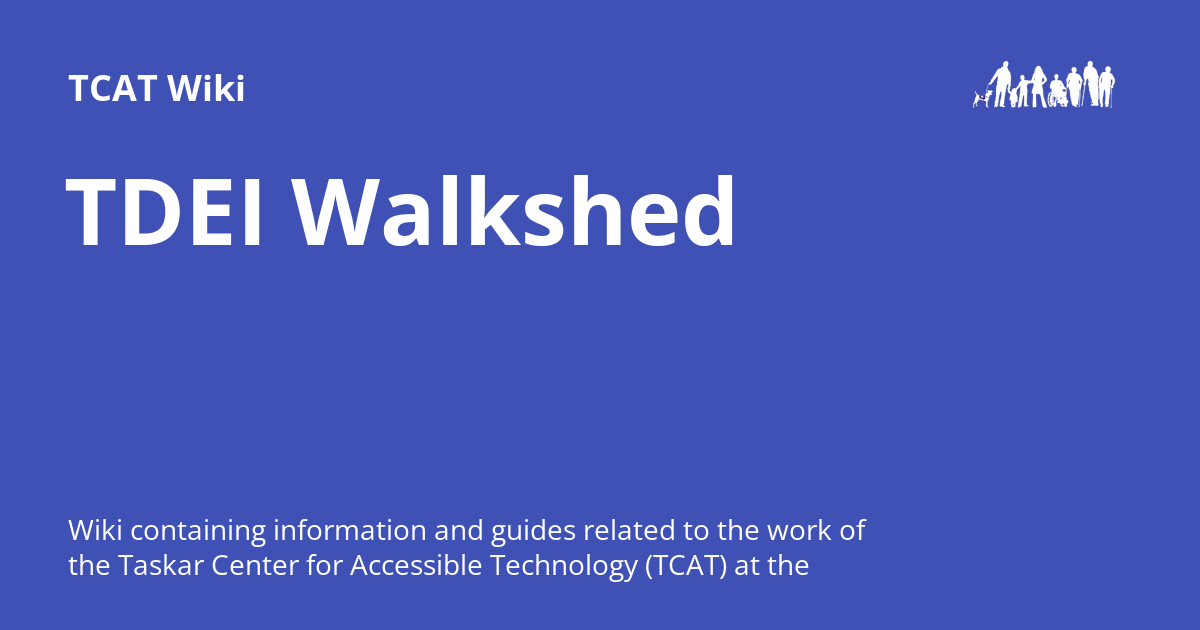 TCAT Wiki
TDEI Walkshed
Wiki containing information and guides related to the work of
the Taskar Center for Accessible Technology (TCAT) at the